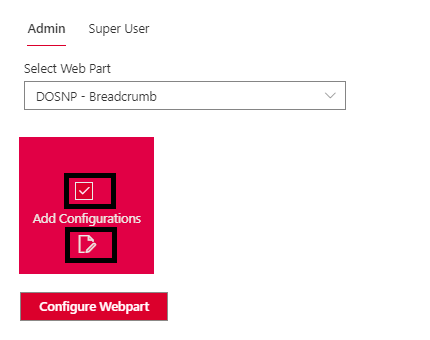 Admin Super User
Select Web Part
DOSNP - Breadcrumb
Add Configurations
Configure Webpart